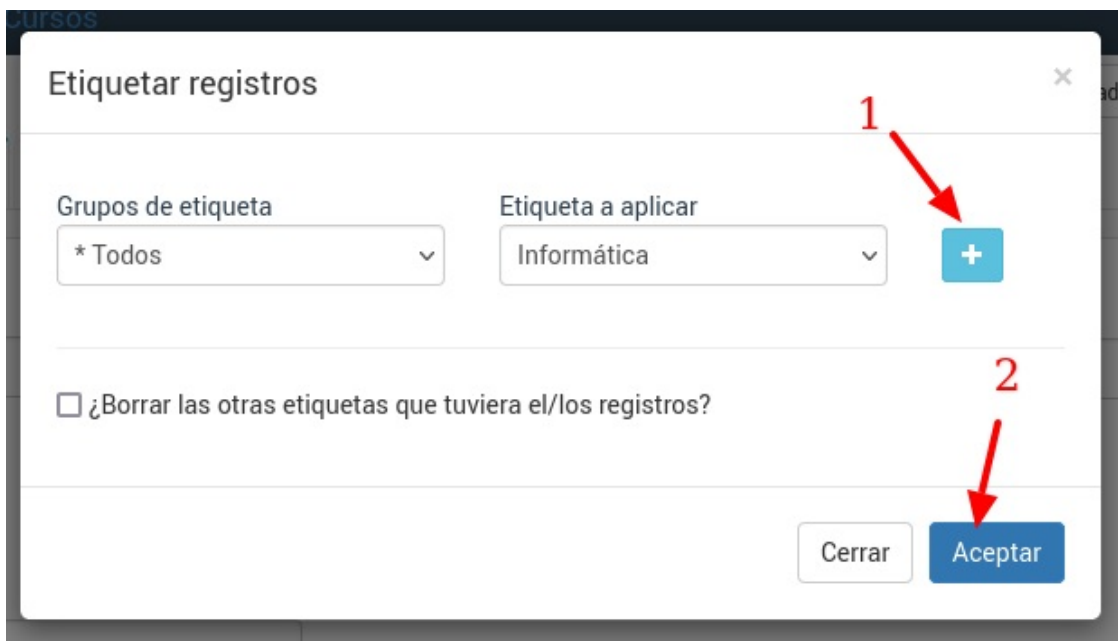 Cursos
Etiquetar registros
×
1
Grupos de etiqueta
Etiqueta a aplicar
* Todos
Informática
+
2
¿Borrar las otras etiquetas que tuviera el/los registros?
Cerrar
Aceptar